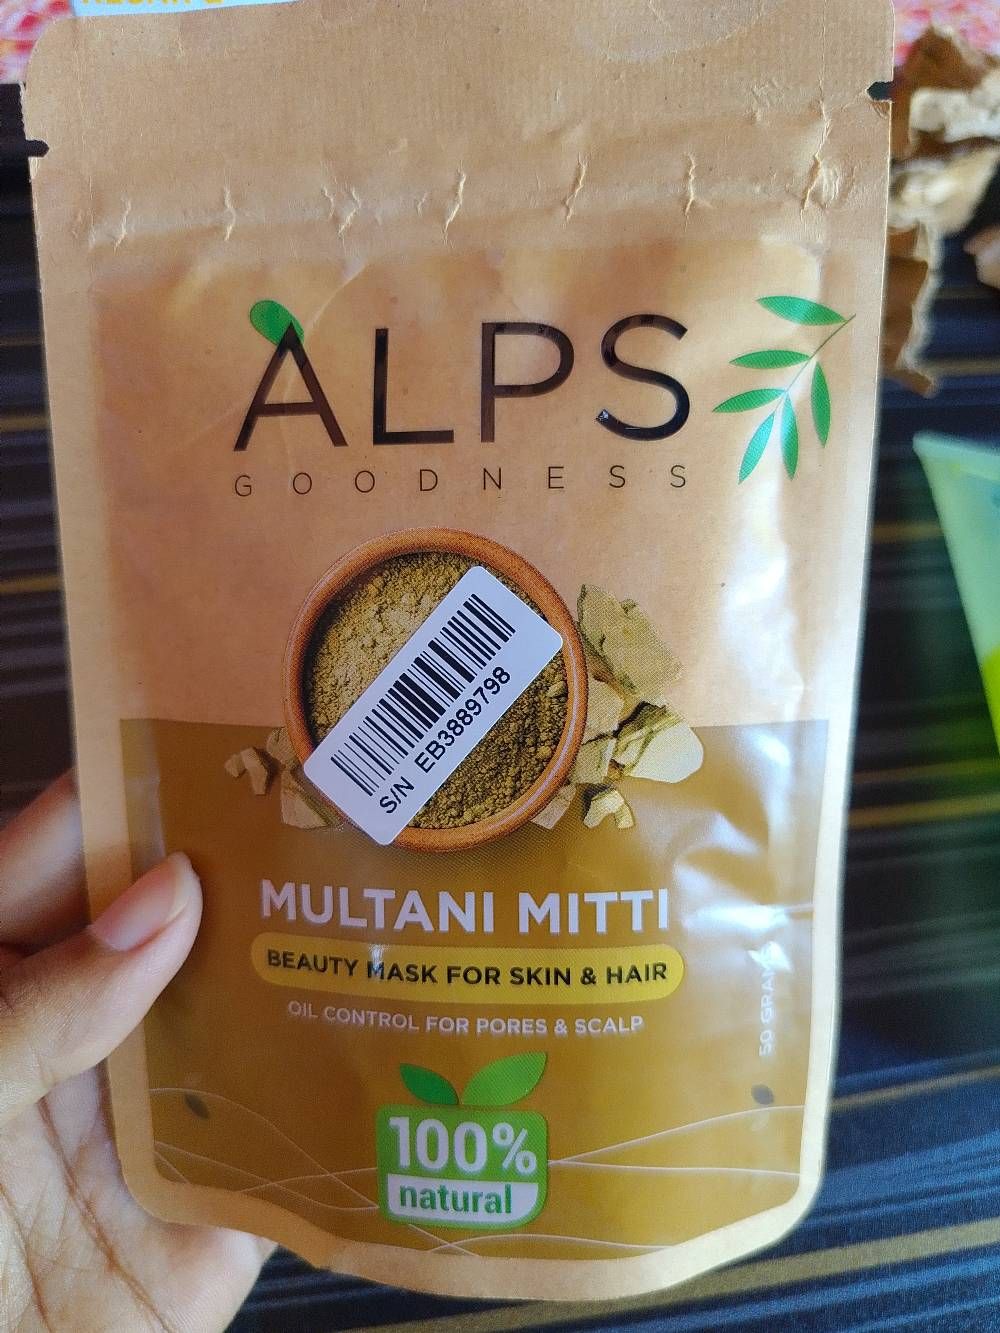 ALPS
GOODNESS
S/N EB3889798
MULTANI MITTI
BEAUTY MASK FOR SKIN & HAIR
OIL CONTROL FOR PORES & SCALP
50 GRAMS
100%
natural